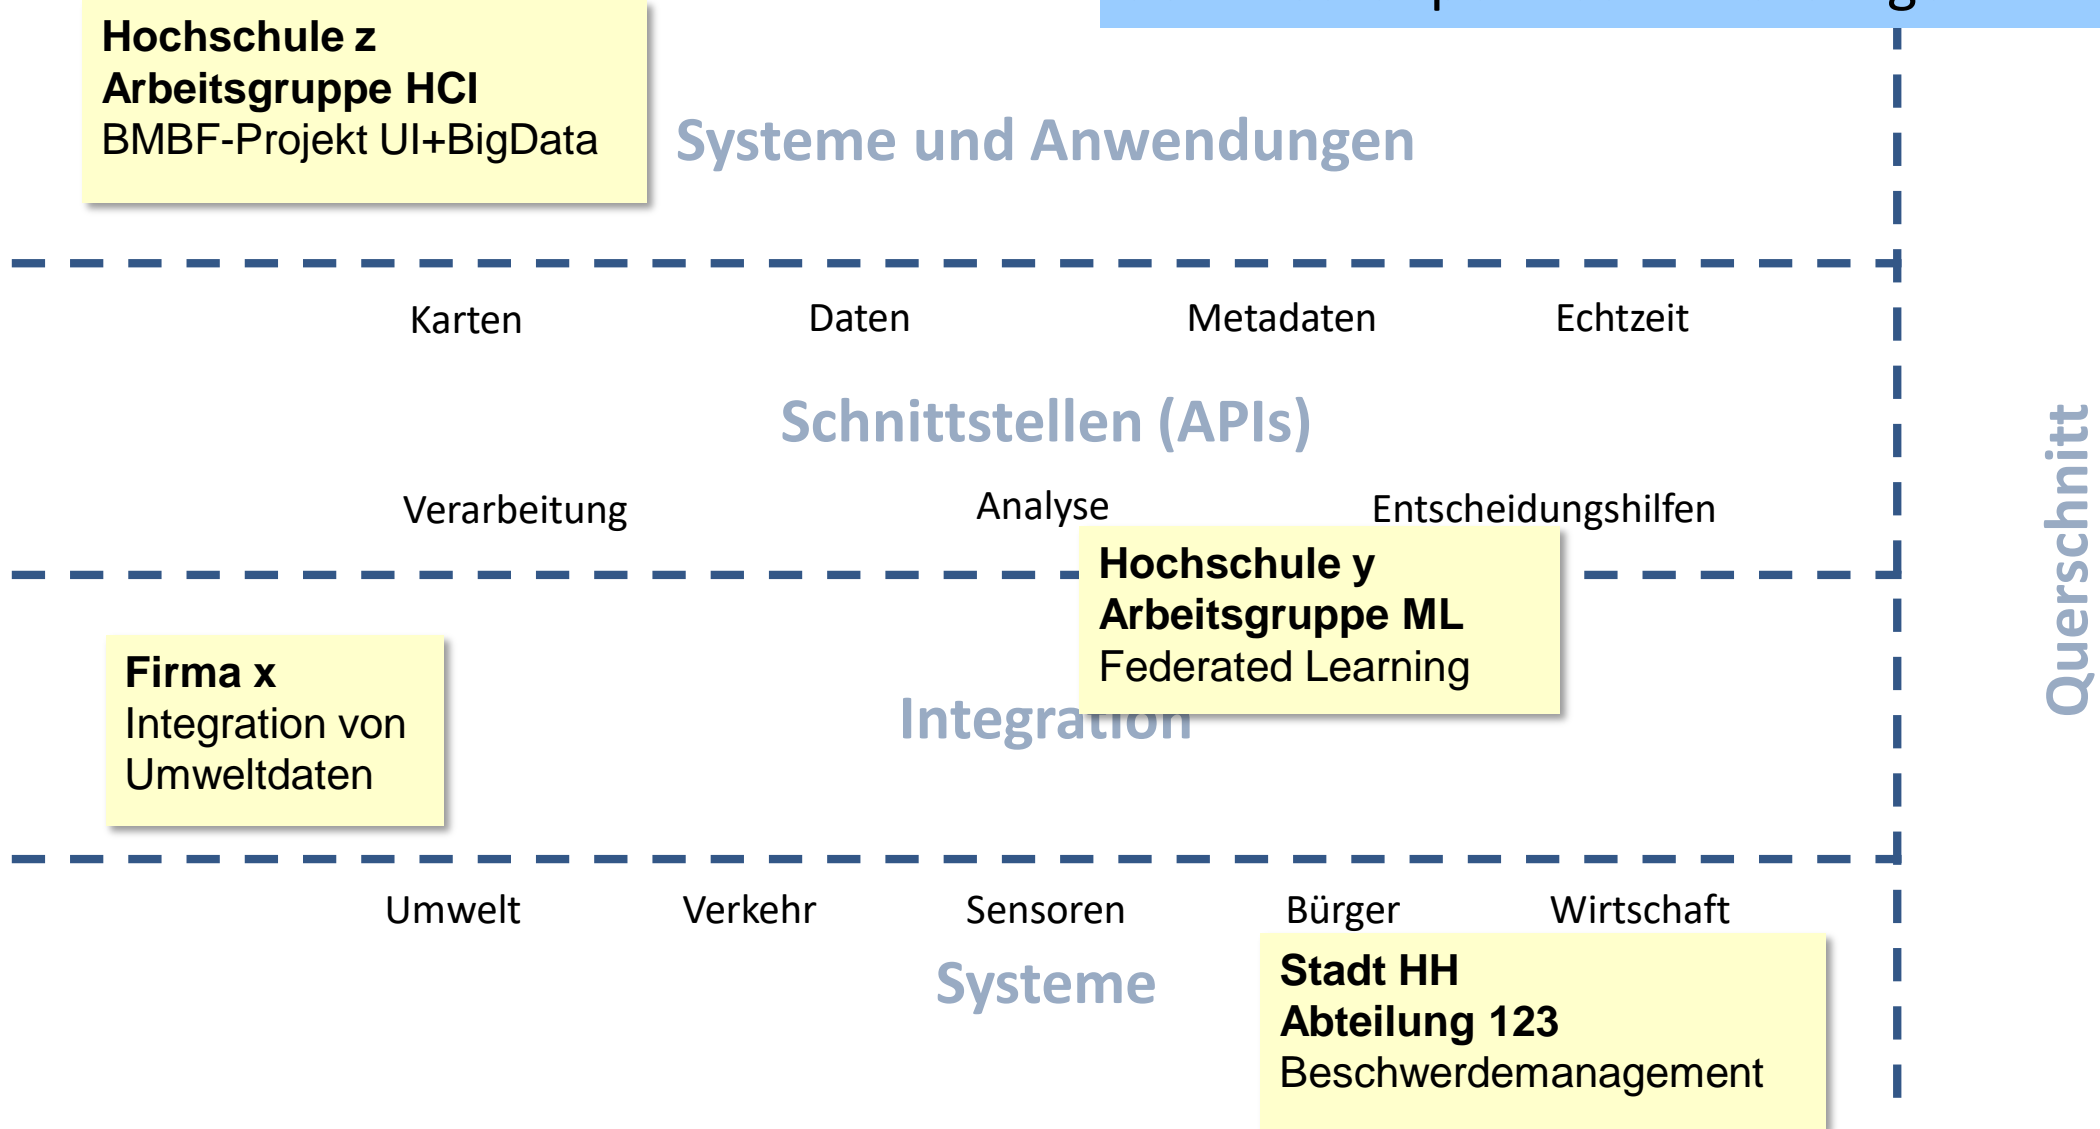 Hochschule z
Arbeitsgruppe HCI
BMBF-Projekt UI+BigData
Systeme und Anwendungen
Karten Daten Metadaten Echtzeit
Schnittstellen (APIs)
Verarbeitung Analyse Entscheidungshilfen
Hochschule y
Arbeitsgruppe ML
Federated Learning
Firma x
Integration von
Umweltdaten
Integration
Umwelt Verkehr Sensoren Bürger Wirtschaft
Systeme
Stadt HH
Abteilung 123
Beschwerdemanagement
Querschnitt